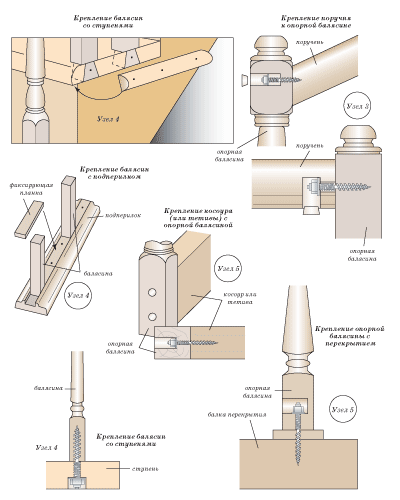 Крепление балясин
со ступенями
Узел 4
Крепление поручня
к опорной балясине
поручень
Узел 3
опорная
балясина
поручень
опорная
балясина
Крепление балясин
с подперилком
фиксирующая
планка
подперилок
балясина
Узел 4
Крепление косоура
(или тетивы) с
опорной балясиной
Узел 5
косоур или
тетива
опорная
балясина
Крепление опорной
балясины с
перекрытием
опорная
балясина
Узел 5
балки перекрытия
балясина
Узел 4
Крепление балясин
со ступенями
ступень